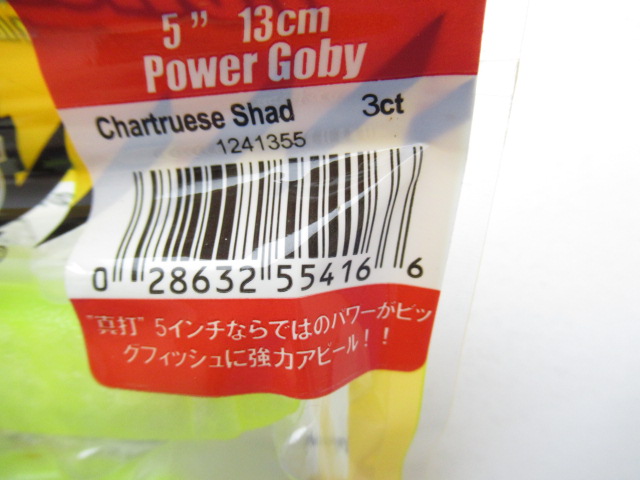 5” 13cm
Power Goby
Chartruese Shad 3ct
1241355
0 28632 55416 6
“真打” 5インチならではのパワーがビッ
グフィッシュに強力アピール！！